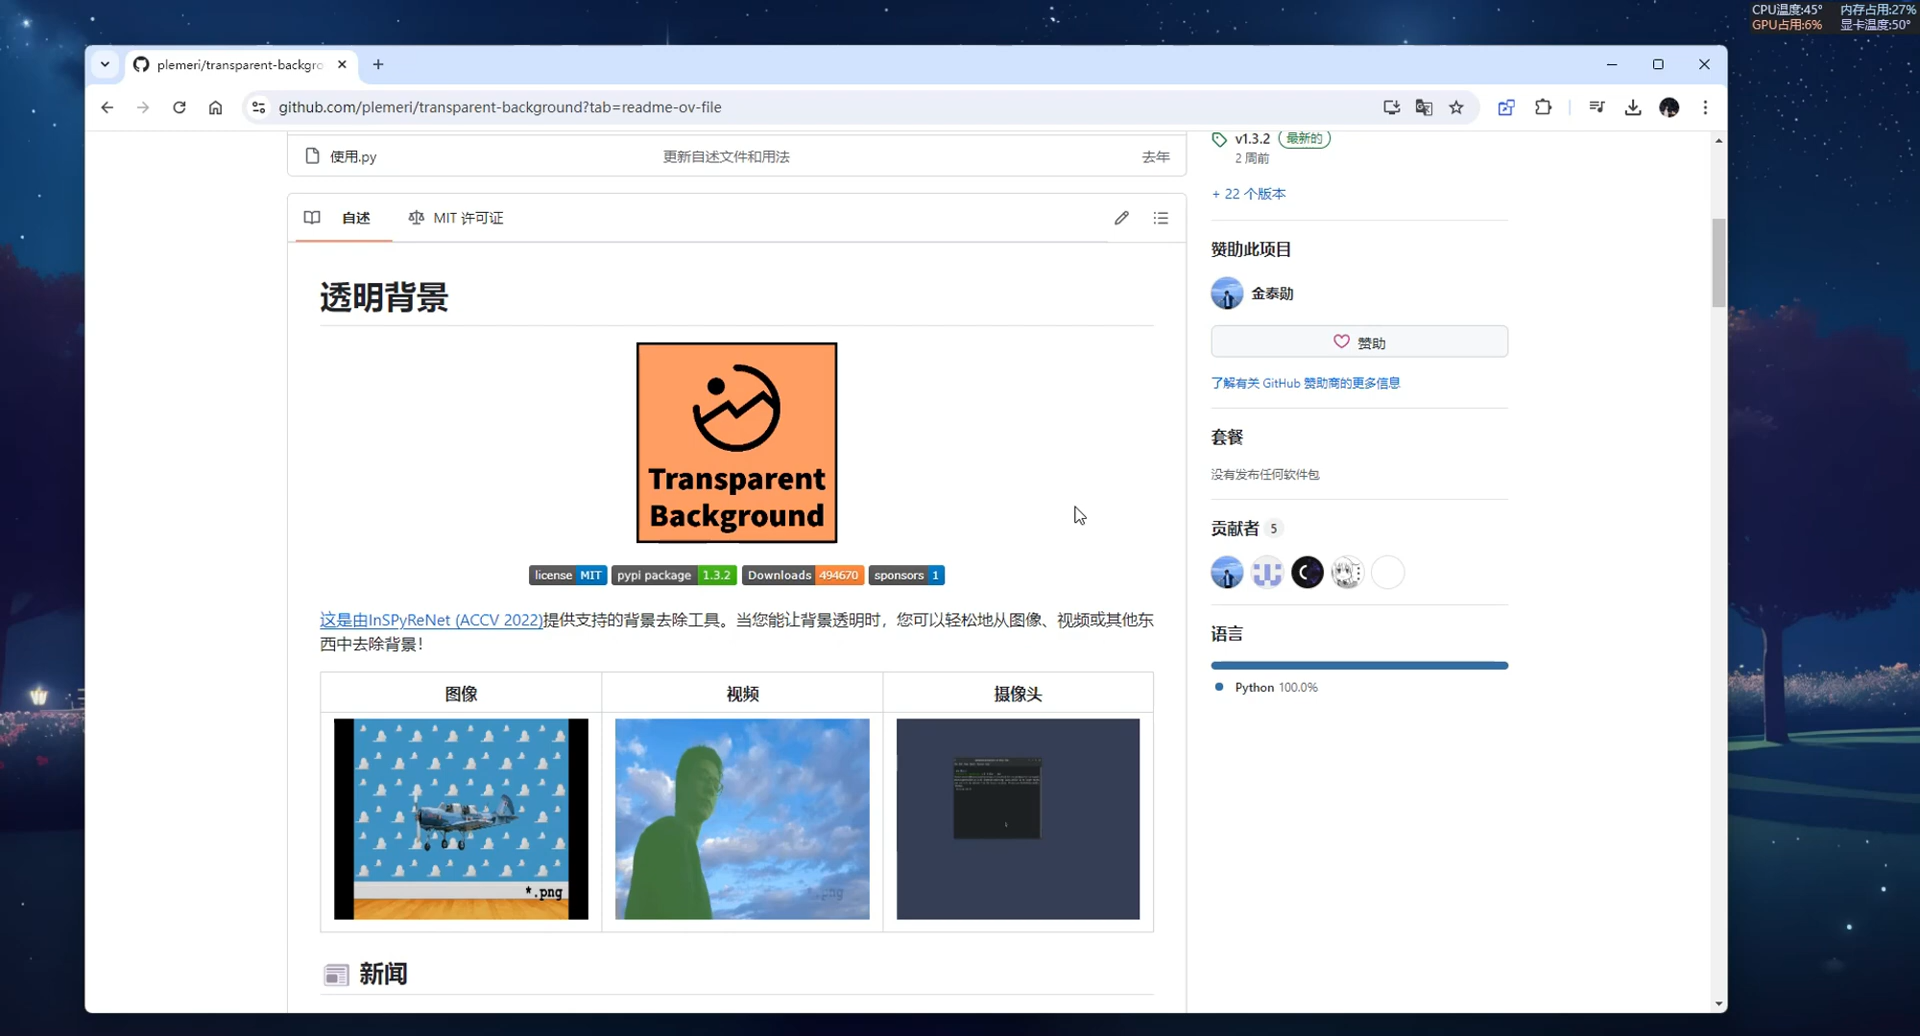 CPU温度:45° 内存占用:27%
GPU占用:6% 显卡温度:50°
plemeri/transparent-backgro
github.com/plemeri/transparent-background?tab=readme-ov-file
使用.py 更新自述文件和用法 去年
自述 MIT 许可证
透明背景
Transparent
Background
license MIT pypi package 1.3.2 Downloads 494670 sponsors 1
这是由InSPyReNet (ACCV 2022)提供支持的背景去除工具。当您能让背景透明时，您可以轻松地从图像、视频或其他东
西中去除背景！
图像 视频 摄像头
*.png
*.png
新闻
v1.3.2 最新的
2 周前
+ 22 个版本
赞助此项目
金泰勋
赞助
了解有关 GitHub 赞助商的更多信息
套餐
没有发布任何软件包
贡献者 5
语言
Python 100.0%